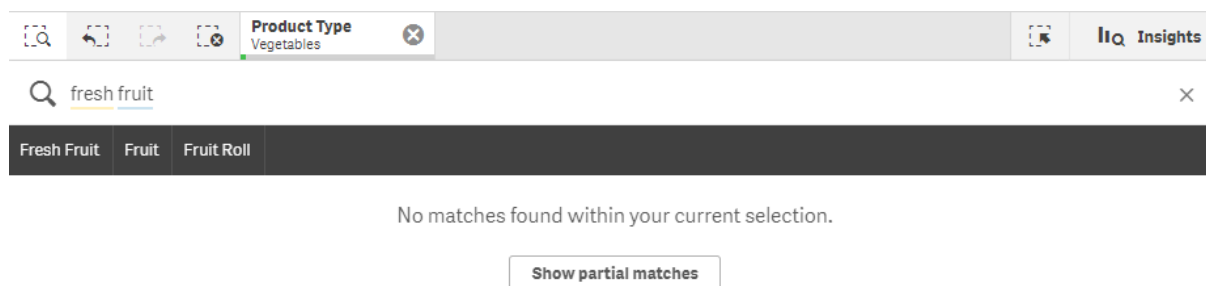 Product Type
Vegetables
Insights
fresh fruit
Fresh Fruit Fruit Fruit Roll
No matches found within your current selection.
Show partial matches